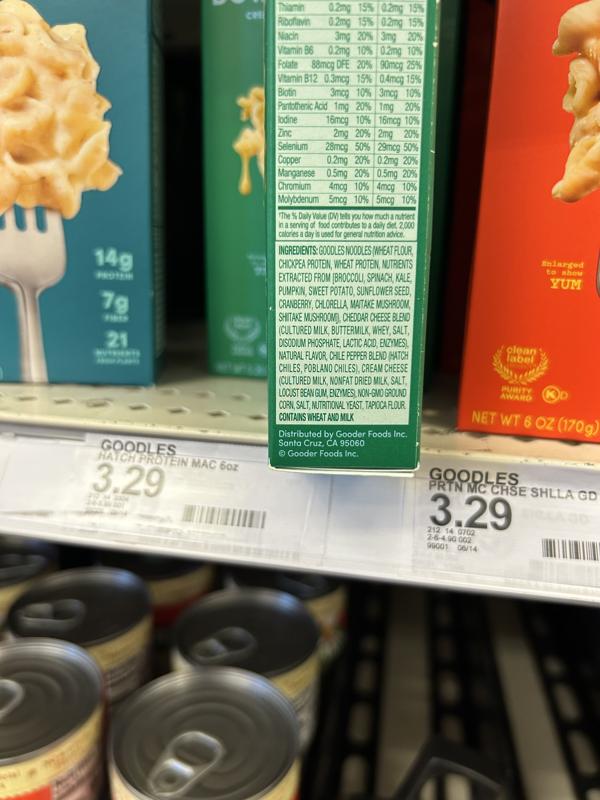 Thiamin 0.2mg 15% 0.2mg 15%
Riboflavin 0.2mg 15% 0.2mg 15%
Niacin 3mg 20% 3mg 20%
Vitamin B6 0.2mg 10% 0.2mg 10%
Folate 88mcg DFE 20% 90mcg 25%
Vitamin B12 0.3mcg 15% 0.4mcg 15%
Biotin 3mcg 10% 3mcg 10%
Pantothenic Acid 1mg 20% 1mg 20%
Iodine 16mcg 10% 16mcg 10%
Zinc 2mg 20% 2mg 20%
Selenium 28mcg 50% 29mcg 50%
Copper 0.2mg 20% 0.2mg 20%
Manganese 0.5mg 20% 0.5mg 20%
Chromium 4mcg 10% 4mcg 10%
Molybdenum 5mcg 10% 5mcg 10%
*The % Daily Value (DV) tells you how much a nutrient
in a serving of food contributes to a daily diet. 2,000
calories a day is used for general nutrition advice.
INGREDIENTS: GOODLES NOODLES (WHEAT FLOUR,
CHICKPEA PROTEIN, WHEAT PROTEIN, NUTRIENTS
EXTRACTED FROM [BROCCOLI, SPINACH, KALE,
PUMPKIN, SWEET POTATO, SUNFLOWER SEED,
CRANBERRY, CHLORELLA, MAITAKE MUSHROOM,
SHIITAKE MUSHROOM]), CHEDDAR CHEESE BLEND
(CULTURED MILK, BUTTERMILK, WHEY, SALT,
DISODIUM PHOSPHATE, LACTIC ACID, ENZYMES),
NATURAL FLAVOR, CHILE PEPPER BLEND (HATCH
CHILES, POBLANO CHILES), CREAM CHEESE
(CULTURED MILK, NONFAT DRIED MILK, SALT,
LOCUST BEAN GUM, ENZYMES), NON-GMO GROUND
CORN, SALT, NUTRITIONAL YEAST, TAPIOCA FLOUR.
CONTAINS WHEAT AND MILK
Distributed by Gooder Foods Inc.
Santa Cruz, CA 95060
© Gooder Foods Inc.
14g
PROTEIN
7g
FIBER
21
NUTRIENTS
Enlarged
to show
YUM
clean
label
PURITY
AWARD
K D
NET WT 6 OZ (170g)
GOODLES
HATCH PROTEIN MAC 6oz
3.29
GOODLES
PRTN MC CHSE SHLLA GD
3.29
212 14 0702
2-6-4.90 002
99001 06/14